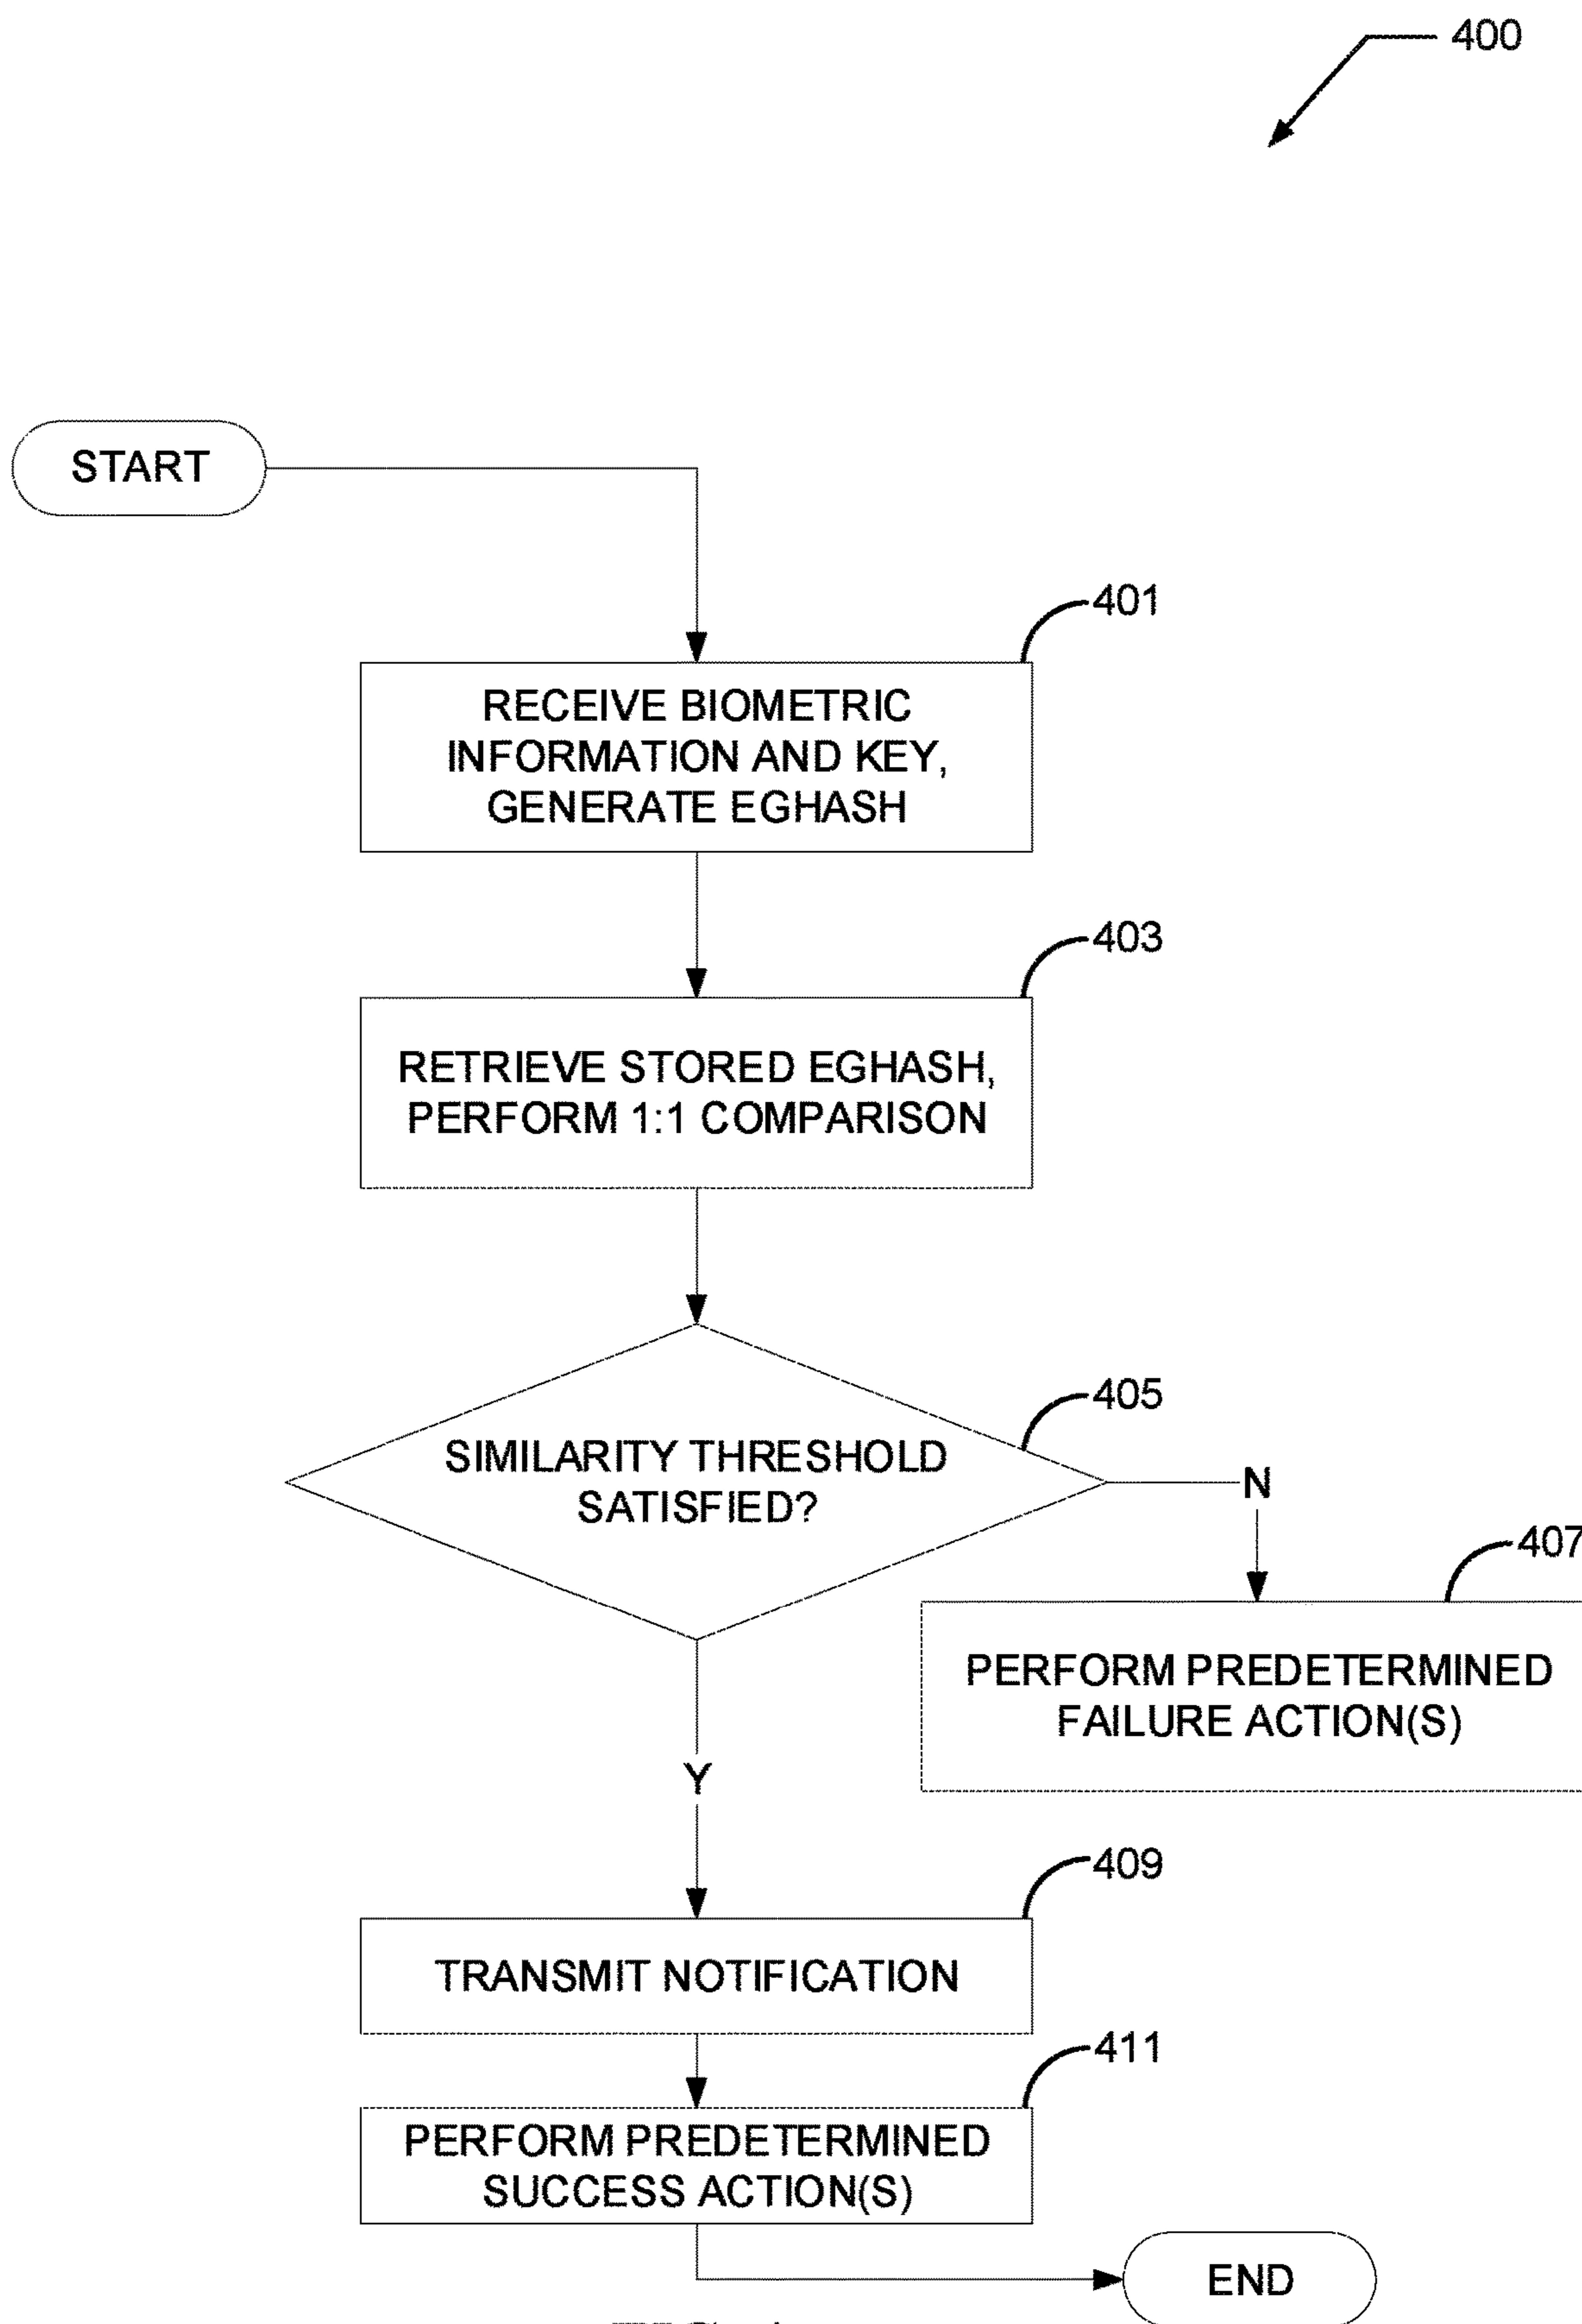 400
START
401
RECEIVE BIOMETRIC
INFORMATION AND KEY,
GENERATE EGHASH
403
RETRIEVE STORED EGHASH,
PERFORM 1:1 COMPARISON
405
SIMILARITY THRESHOLD
SATISFIED?
N
407
PERFORM PREDETERMINED
FAILURE ACTION(S)
Y
409
TRANSMIT NOTIFICATION
411
PERFORM PREDETERMINED
SUCCESS ACTION(S)
END